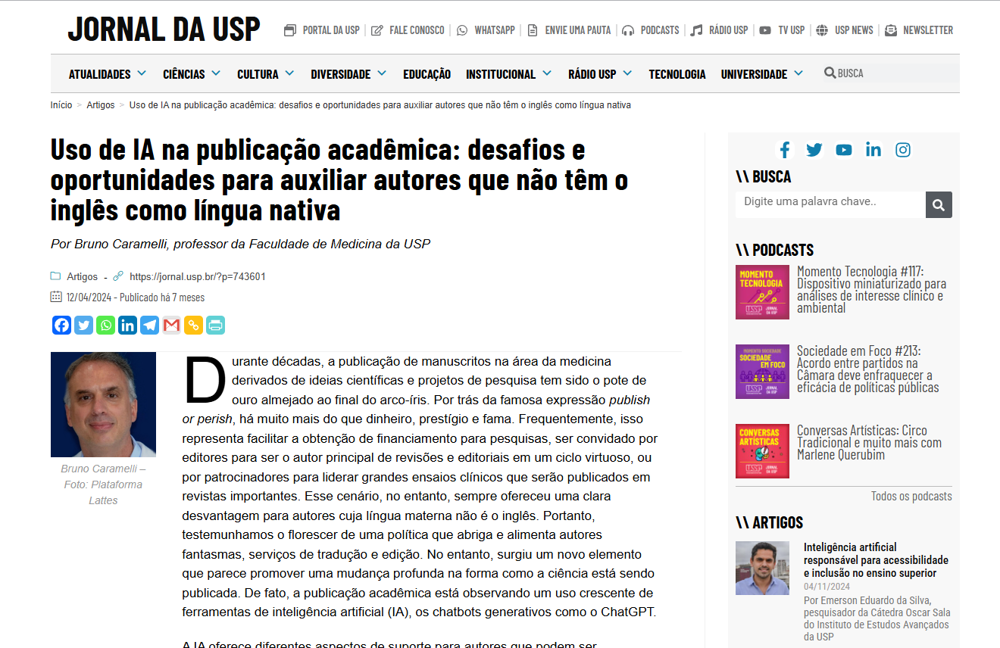 JORNAL DA USP
PORTAL DA USP
FALE CONOSCO
WHATSAPP
ENVIE UMA PAUTA
PODCASTS
RÁDIO USP
TV USP
USP NEWS
NEWSLETTER
ATUALIDADES
CIÊNCIAS
CULTURA
DIVERSIDADE
EDUCAÇÃO
INSTITUCIONAL
RÁDIO USP
TECNOLOGIA
UNIVERSIDADE
BUSCA
Início > Artigos > Uso de IA na publicação acadêmica: desafios e oportunidades para auxiliar autores que não têm o inglês como língua nativa
Uso de IA na publicação acadêmica: desafios e
oportunidades para auxiliar autores que não têm o
inglês como língua nativa
Por Bruno Caramelli, professor da Faculdade de Medicina da USP
Artigos - https://jornal.usp.br/?p=743601
12/04/2024 - Publicado há 7 meses
Bruno Caramelli –
Foto: Plataforma
Lattes
Durante décadas, a publicação de manuscritos na área da medicina
derivados de ideias científicas e projetos de pesquisa tem sido o pote de
ouro almejado ao final do arco-íris. Por trás da famosa expressão publish
or perish, há muito mais do que dinheiro, prestígio e fama. Frequentemente, isso
representa facilitar a obtenção de financiamento para pesquisas, ser convidado por
editores para ser o autor principal de revisões e editoriais em um ciclo virtuoso, ou
por patrocinadores para liderar grandes ensaios clínicos que serão publicados em
revistas importantes. Esse cenário, no entanto, sempre ofereceu uma clara
desvantagem para autores cuja língua materna não é o inglês. Portanto,
testemunhamos o florescer de uma política que abriga e alimenta autores
fantasmas, serviços de tradução e edição. No entanto, surgiu um novo elemento
que parece promover uma mudança profunda na forma como a ciência está sendo
publicada. De fato, a publicação acadêmica está observando um uso crescente de
ferramentas de inteligência artificial (IA), os chatbots generativos como o ChatGPT.
A IA oferece diferentes aspectos de suporte para autores que podem ser
\\ BUSCA
Digite uma palavra chave..
\\ PODCASTS
MOMENTO
TECNOLOGIA
USP
JORNAL
DA USP
Momento Tecnologia #117:
Dispositivo miniaturizado para
análises de interesse clínico e
ambiental
MOMENTO SOCIEDADE
SOCIEDADE
EM FOCO
USP
JORNAL
DA USP
Sociedade em Foco #213:
Acordo entre partidos na
Câmara deve enfraquecer a
eficácia de políticas públicas
CONVERSAS
ARTÍSTICAS
USP
JORNAL
DA USP
Conversas Artísticas: Circo
Tradicional e muito mais com
Marlene Querubim
Todos os podcasts
\\ ARTIGOS
Inteligência artificial
responsável para acessibilidade
e inclusão no ensino superior
04/11/2024
Por Emerson Eduardo da Silva,
pesquisador da Cátedra Oscar Sala
do Instituto de Estudos Avançados
da USP